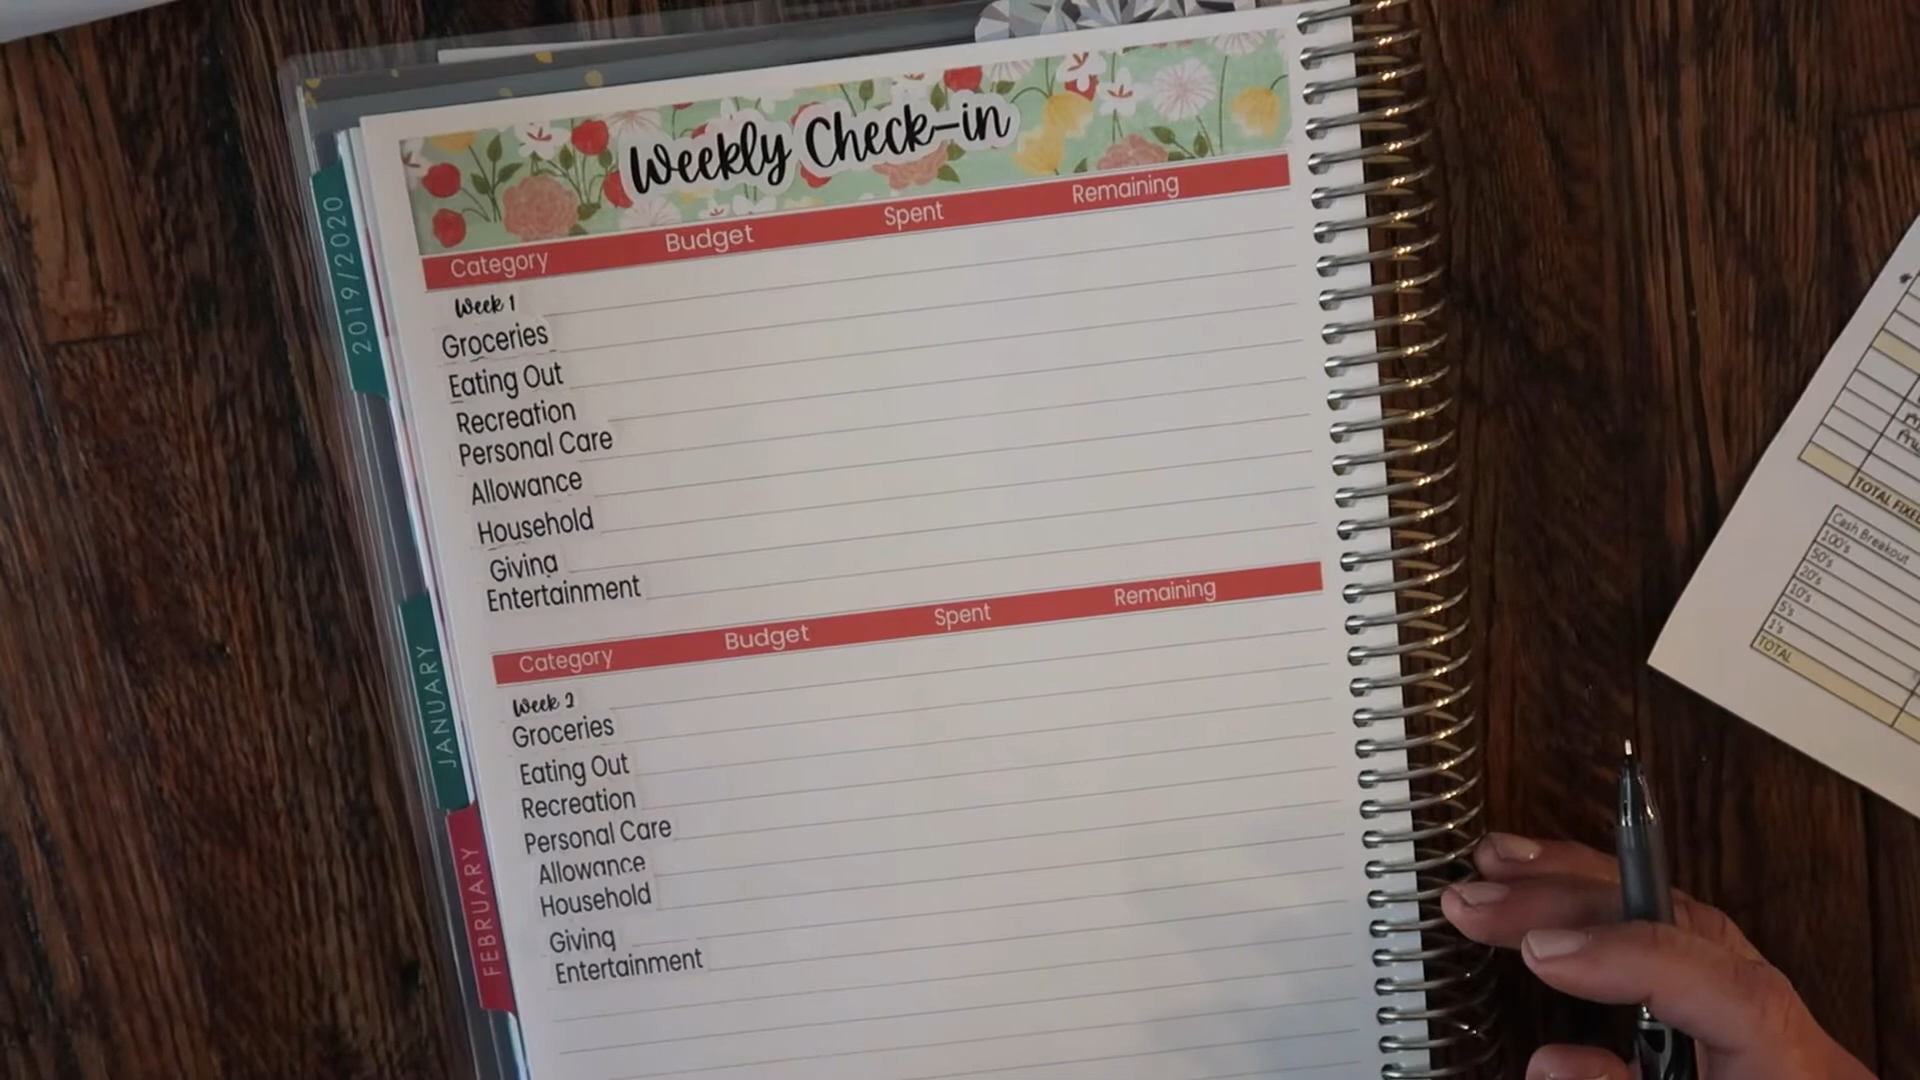 Weekly Check-in
Category Budget Spent Remaining
Week 1
Groceries
Eating Out
Recreation
Personal Care
Allowance
Household
Giving
Entertainment
Category Budget Spent Remaining
Week 2
Groceries
Eating Out
Recreation
Personal Care
Allowance
Household
Giving
Entertainment
2019/2020
JANUARY
FEBRUARY
TOTAL FIXED
Cash Breakout
100's
50's
20's
10's
5's
1's
TOTAL